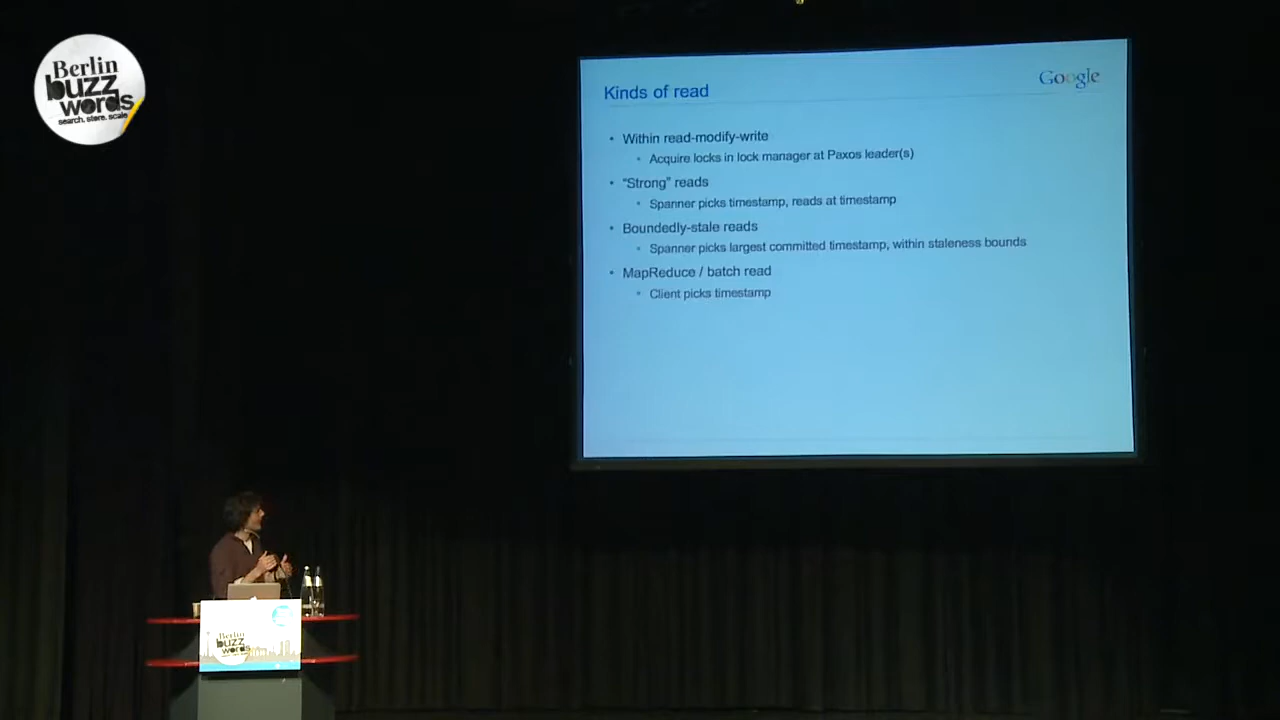 Berlin
buzz
words
search. store. scale
Google
Kinds of read
• Within read-modify-write
• Acquire locks in lock manager at Paxos leader(s)
• “Strong” reads
• Spanner picks timestamp, reads at timestamp
• Boundedly-stale reads
• Spanner picks largest committed timestamp, within staleness bounds
• MapReduce / batch read
• Client picks timestamp
Berlin
buzz
words